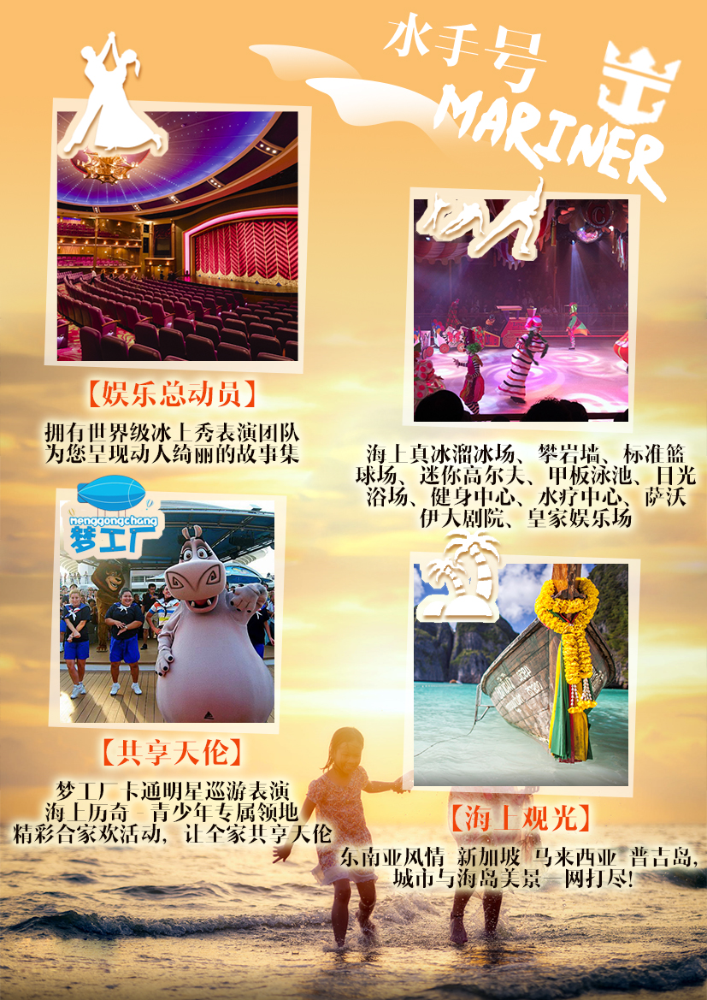 水手号
MARINER
【娱乐总动员】
拥有世界级冰上秀表演团队
为您呈现动人绮丽的故事集
海上真冰溜冰场、攀岩墙、标准篮
球场、迷你高尔夫、甲板泳池、日光
浴场、健身中心、水疗中心、萨沃
伊大剧院、皇家娱乐场
menggongchang
梦工厂
【共享天伦】
梦工厂卡通明星巡游表演
海上历奇–青少年专属领地
精彩合家欢活动，让全家共享天伦
【海上观光】
东南亚风情 新加坡 马来西亚 普吉岛,
城市与海岛美景一网打尽!